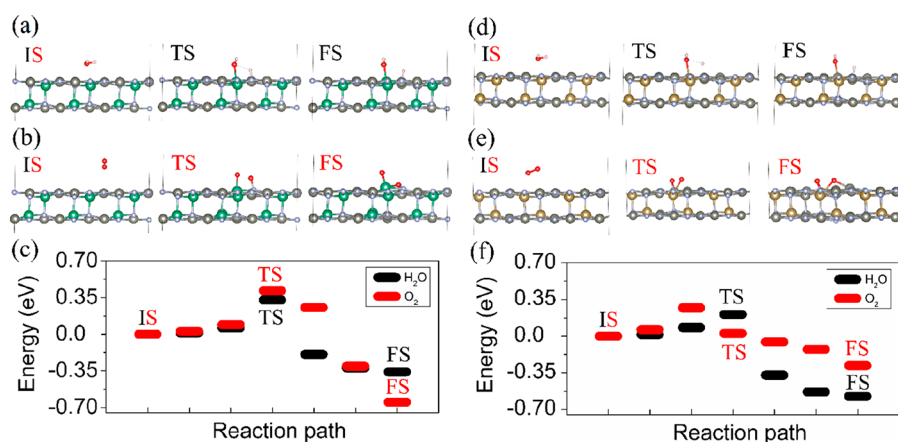 (a)
IS
TS
FS
(b)
IS
TS
FS
(c)
0.70
0.35
0.0
-0.35
-0.70
Energy (eV)
IS
TS
TS
FS
FS
H₂O
O₂
Reaction path
(d)
IS
TS
FS
(e)
IS
TS
FS
(f)
0.70
0.35
0.00
-0.35
-0.70
Energy (eV)
IS
TS
TS
FS
FS
H₂O
O₂
Reaction path